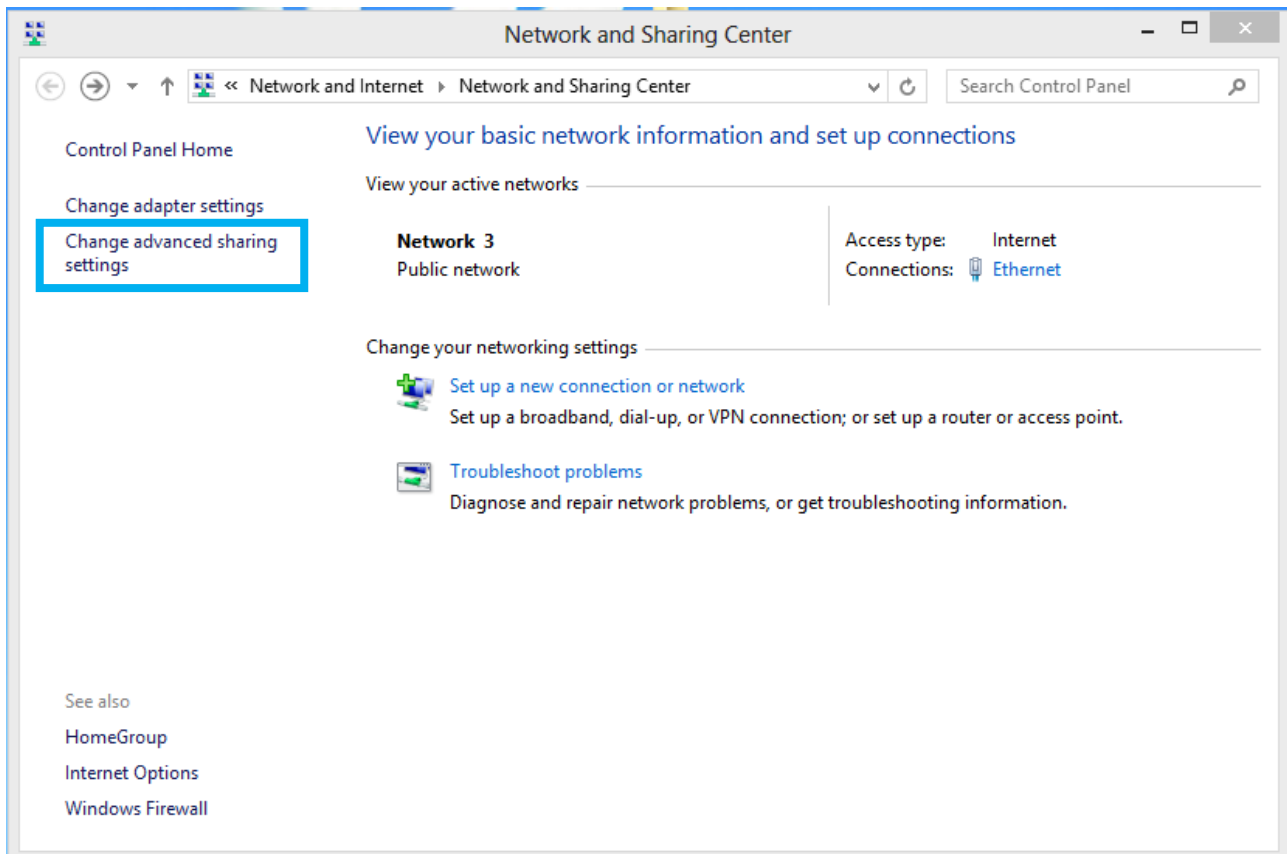 Network and Sharing Center
« Network and Internet Network and Sharing Center
Search Control Panel
Control Panel Home
Change adapter settings
Change advanced sharing
settings
View your basic network information and set up connections
View your active networks
Network 3
Public network
Access type: Internet
Connections: Ethernet
Change your networking settings
Set up a new connection or network
Set up a broadband, dial-up, or VPN connection; or set up a router or access point.
Troubleshoot problems
Diagnose and repair network problems, or get troubleshooting information.
See also
HomeGroup
Internet Options
Windows Firewall